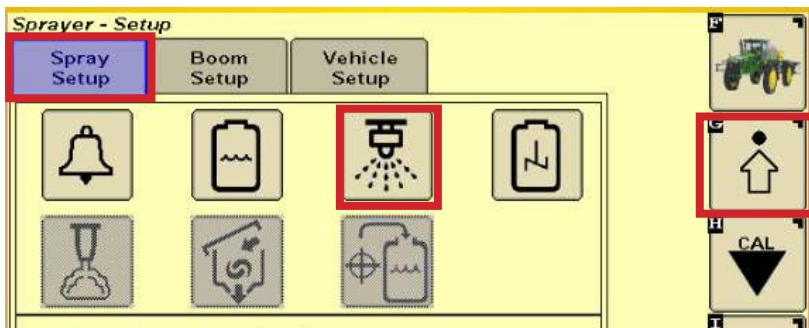 Sprayer - Setup
Spray
Setup
Boom
Setup
Vehicle
Setup
F
G
H
CAL
I